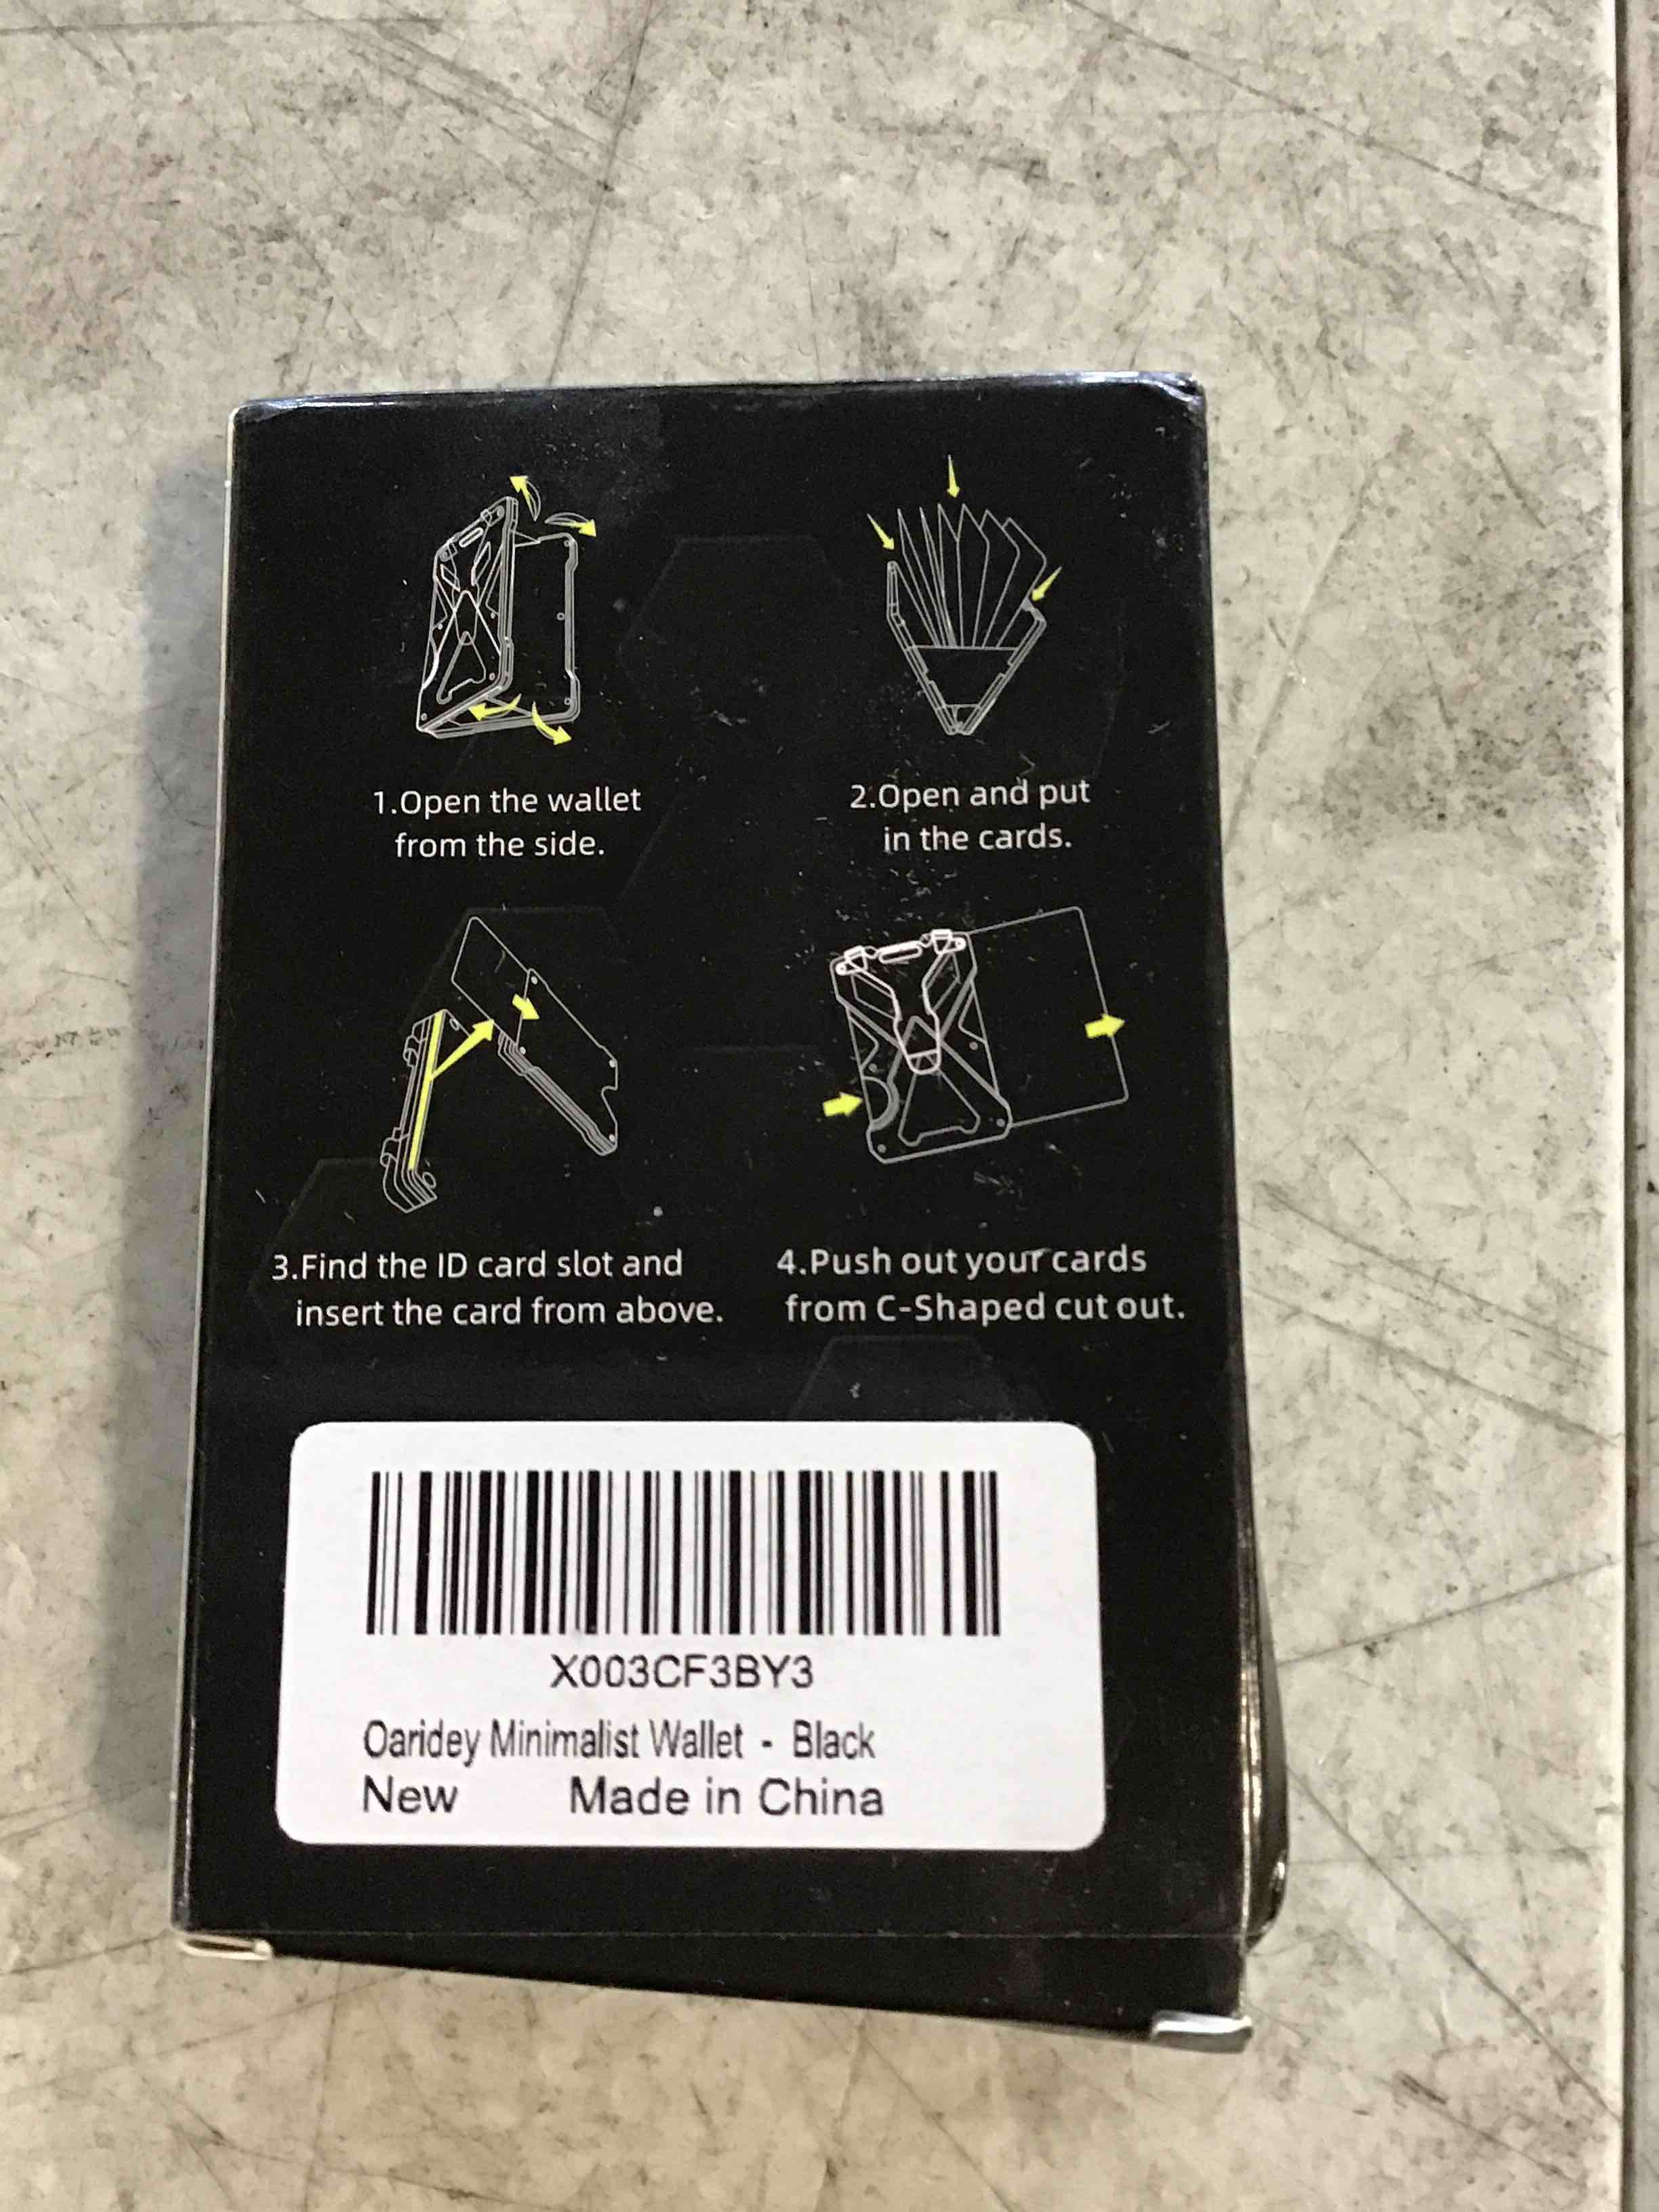 1.Open the wallet
from the side.
2.Open and put
in the cards.
3.Find the ID card slot and
insert the card from above.
4.Push out your cards
from C-Shaped cut out.
X003CF3BY3
Oaridey Minimalist Wallet - Black
New Made in China